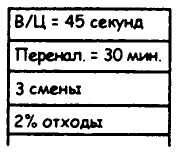 В/Ц = 45 секунд
Перенал. = 30 мин.
3 смены
2% отходы